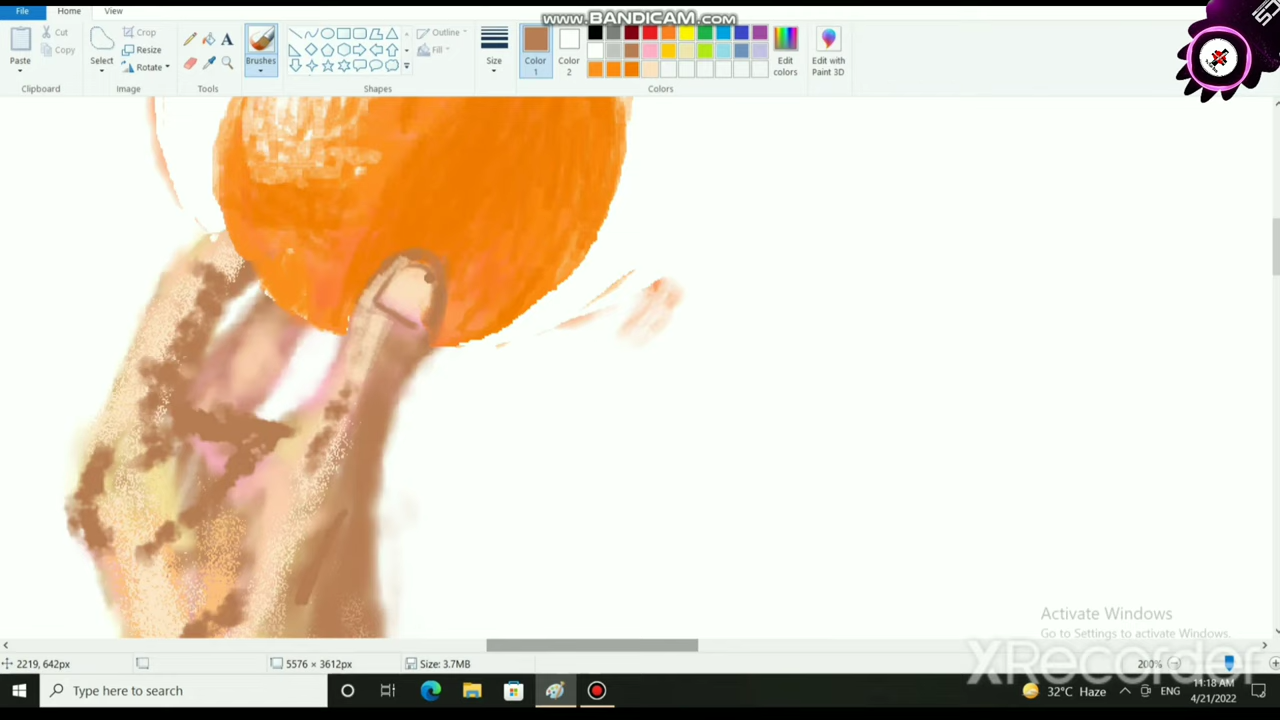 www.BANDICAM.com
File Home View
Paste
Cut
Copy
Clipboard
Select
Crop
Resize
Rotate
Image
A
Tools
Brushes
Outline
Fill
Shapes
Size
Color 1
Color 2
Colors
Edit colors
Edit with Paint 3D
Activate Windows
Go to Settings to activate Windows.
XRecorder
2219, 642px
5576 × 3612px
Size: 3.7MB
200%
Type here to search
32°C Haze
ENG
11:18 AM
4/21/2022